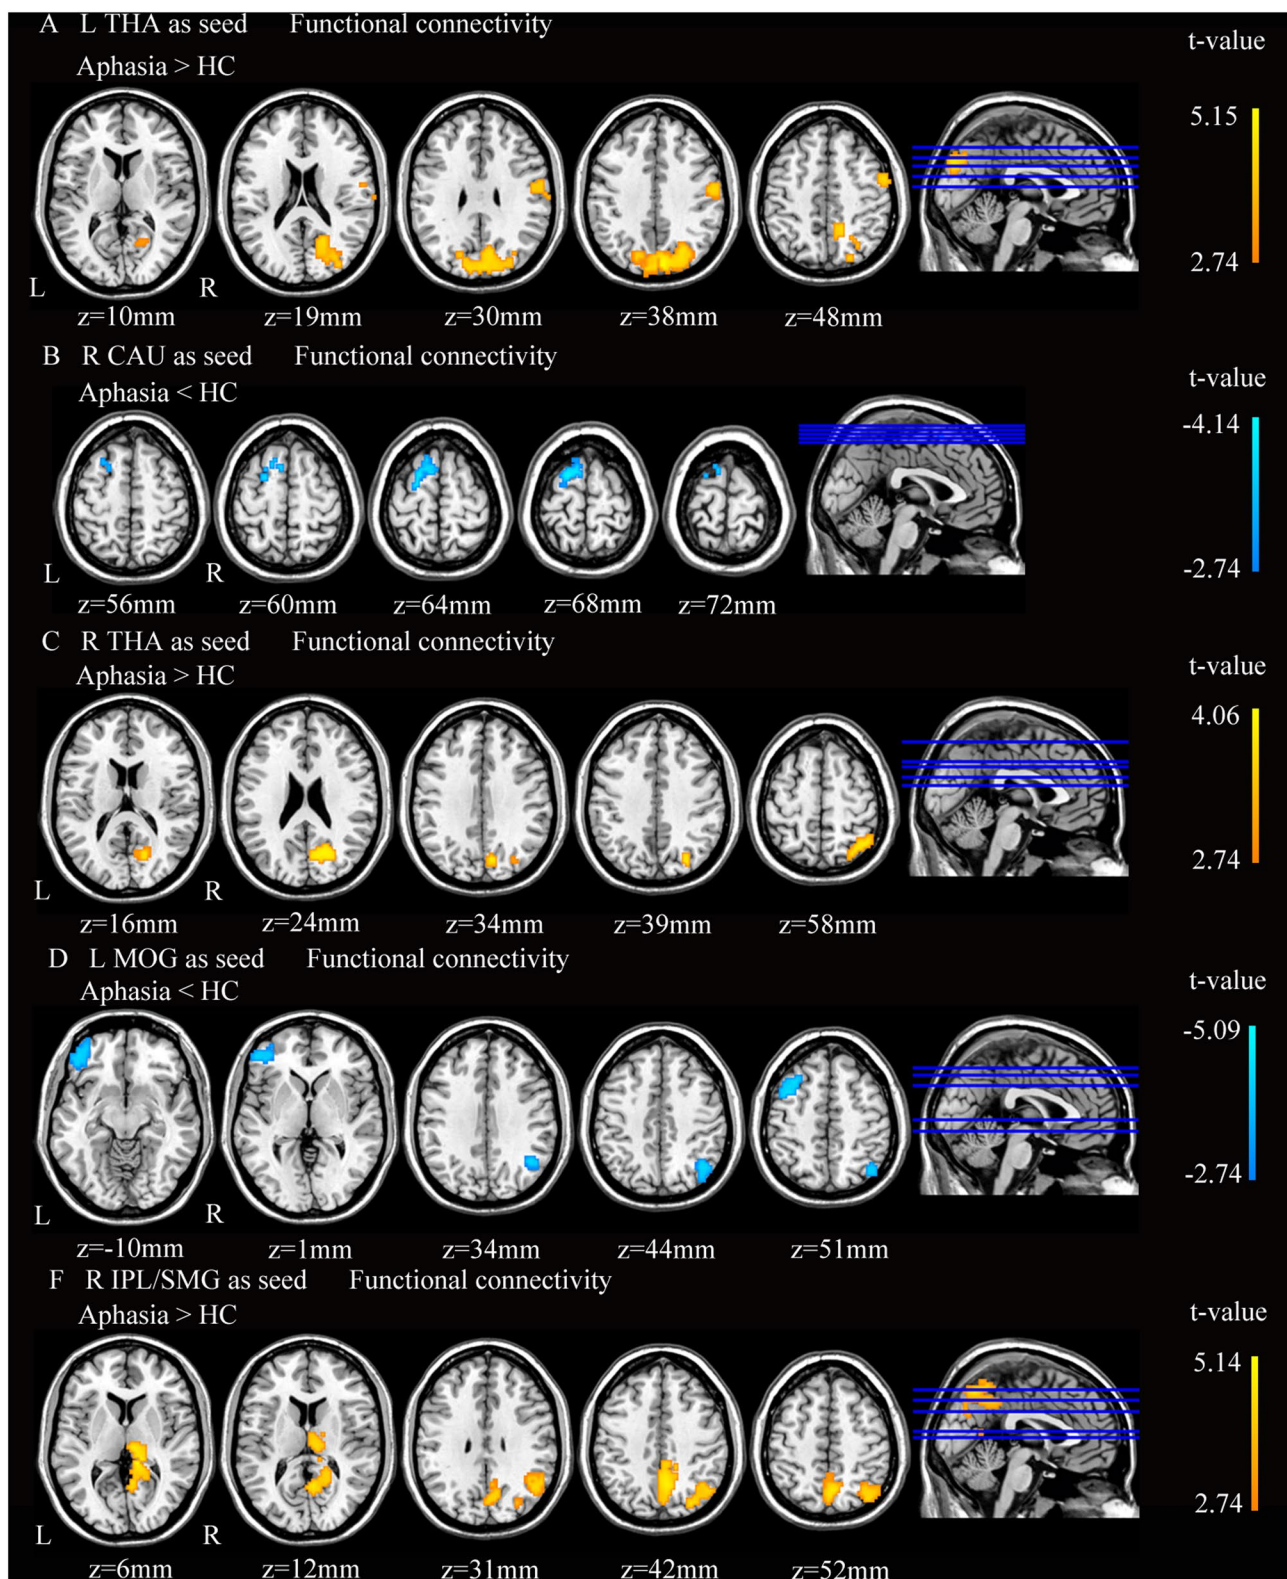 A L THA as seed Functional connectivity
t-value
Aphasia > HC
5.15
2.74
L R
z=10mm z=19mm z=30mm z=38mm z=48mm
B R CAU as seed Functional connectivity
t-value
Aphasia < HC
-4.14
-2.74
L R
z=56mm z=60mm z=64mm z=68mm z=72mm
C R THA as seed Functional connectivity
t-value
Aphasia > HC
4.06
2.74
L R
z=16mm z=24mm z=34mm z=39mm z=58mm
D L MOG as seed Functional connectivity
t-value
Aphasia < HC
-5.09
-2.74
L R
z=-10mm z=1mm z=34mm z=44mm z=51mm
F R IPL/SMG as seed Functional connectivity
t-value
Aphasia > HC
5.14
2.74
L R
z=6mm z=12mm z=31mm z=42mm z=52mm